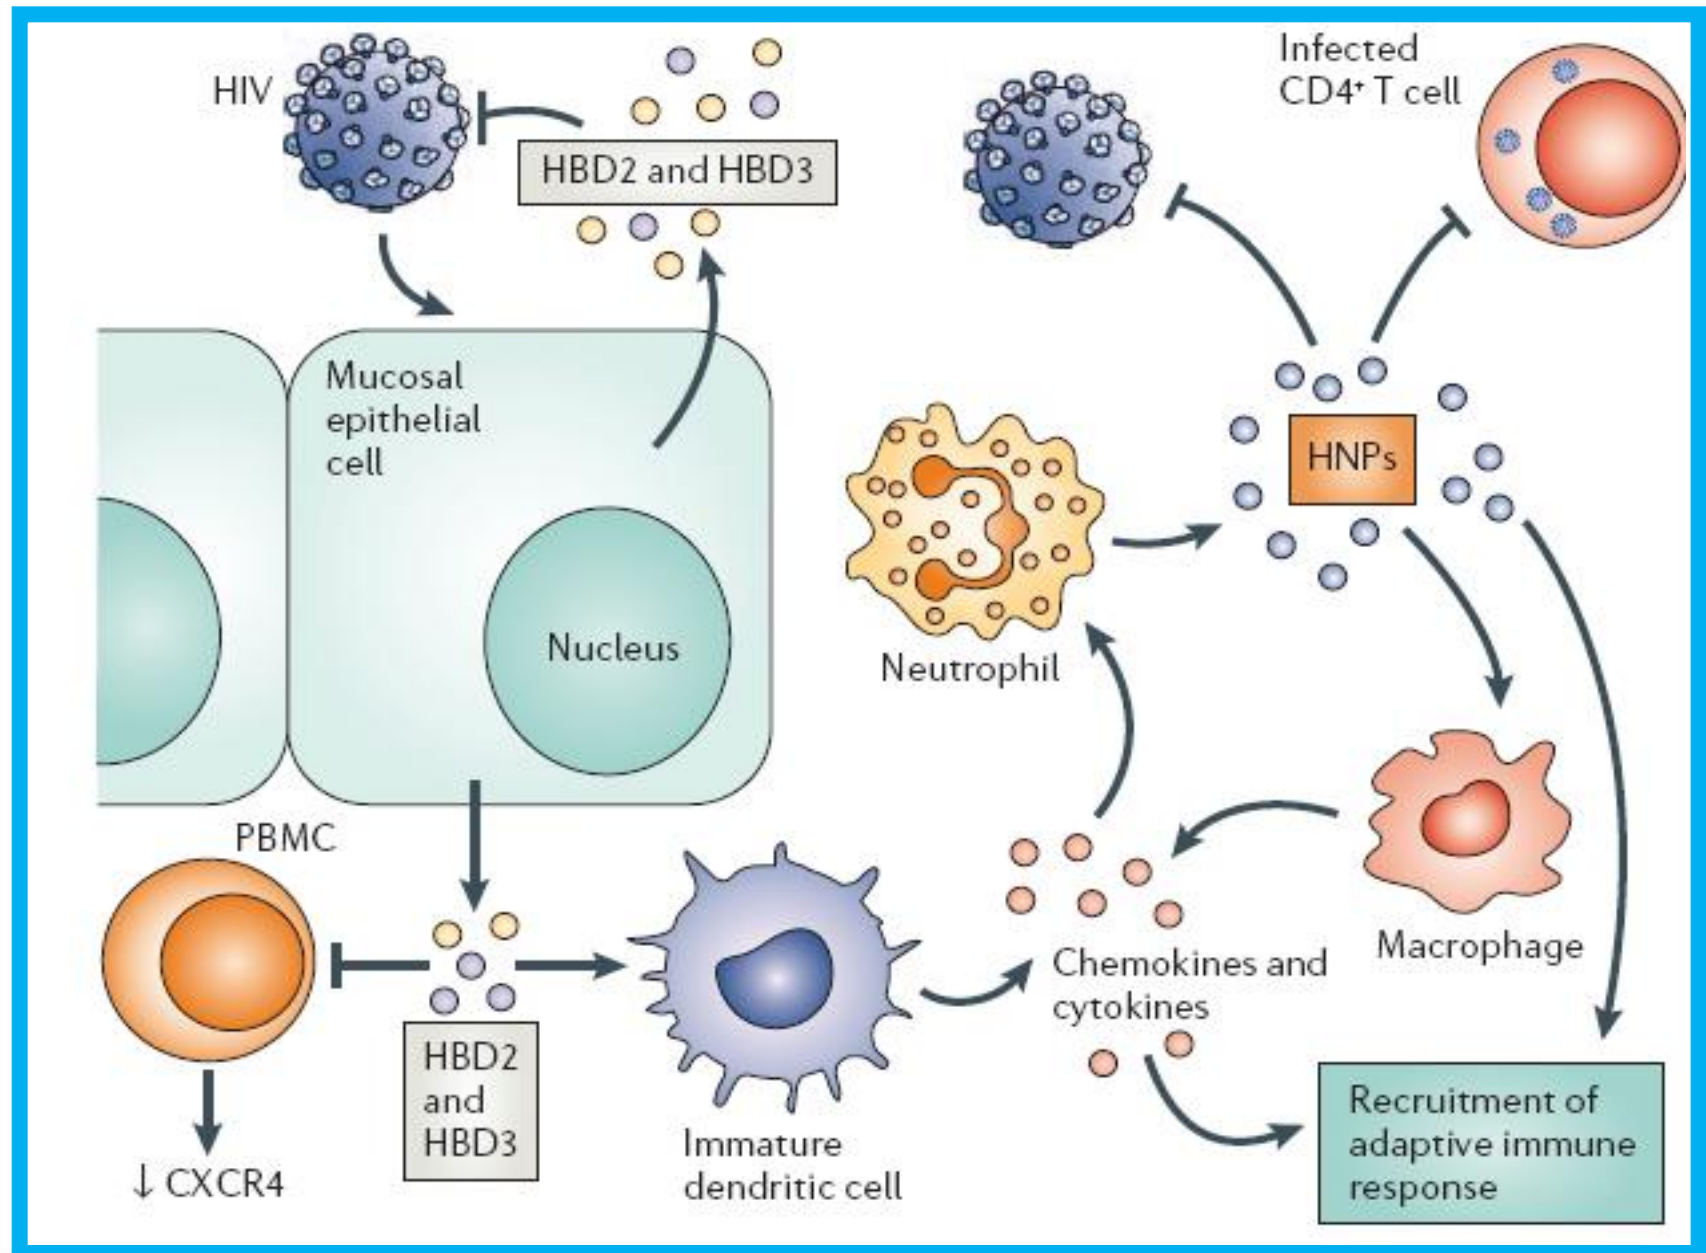 HIV
HBD2 and HBD3
Infected
CD4⁺ T cell
Mucosal
epithelial
cell
Nucleus
HNPs
Neutrophil
PBMC
Macrophage
Chemokines and
cytokines
HBD2
and
HBD3
Immature
dendritic cell
↓ CXCR4
Recruitment of
adaptive immune
response